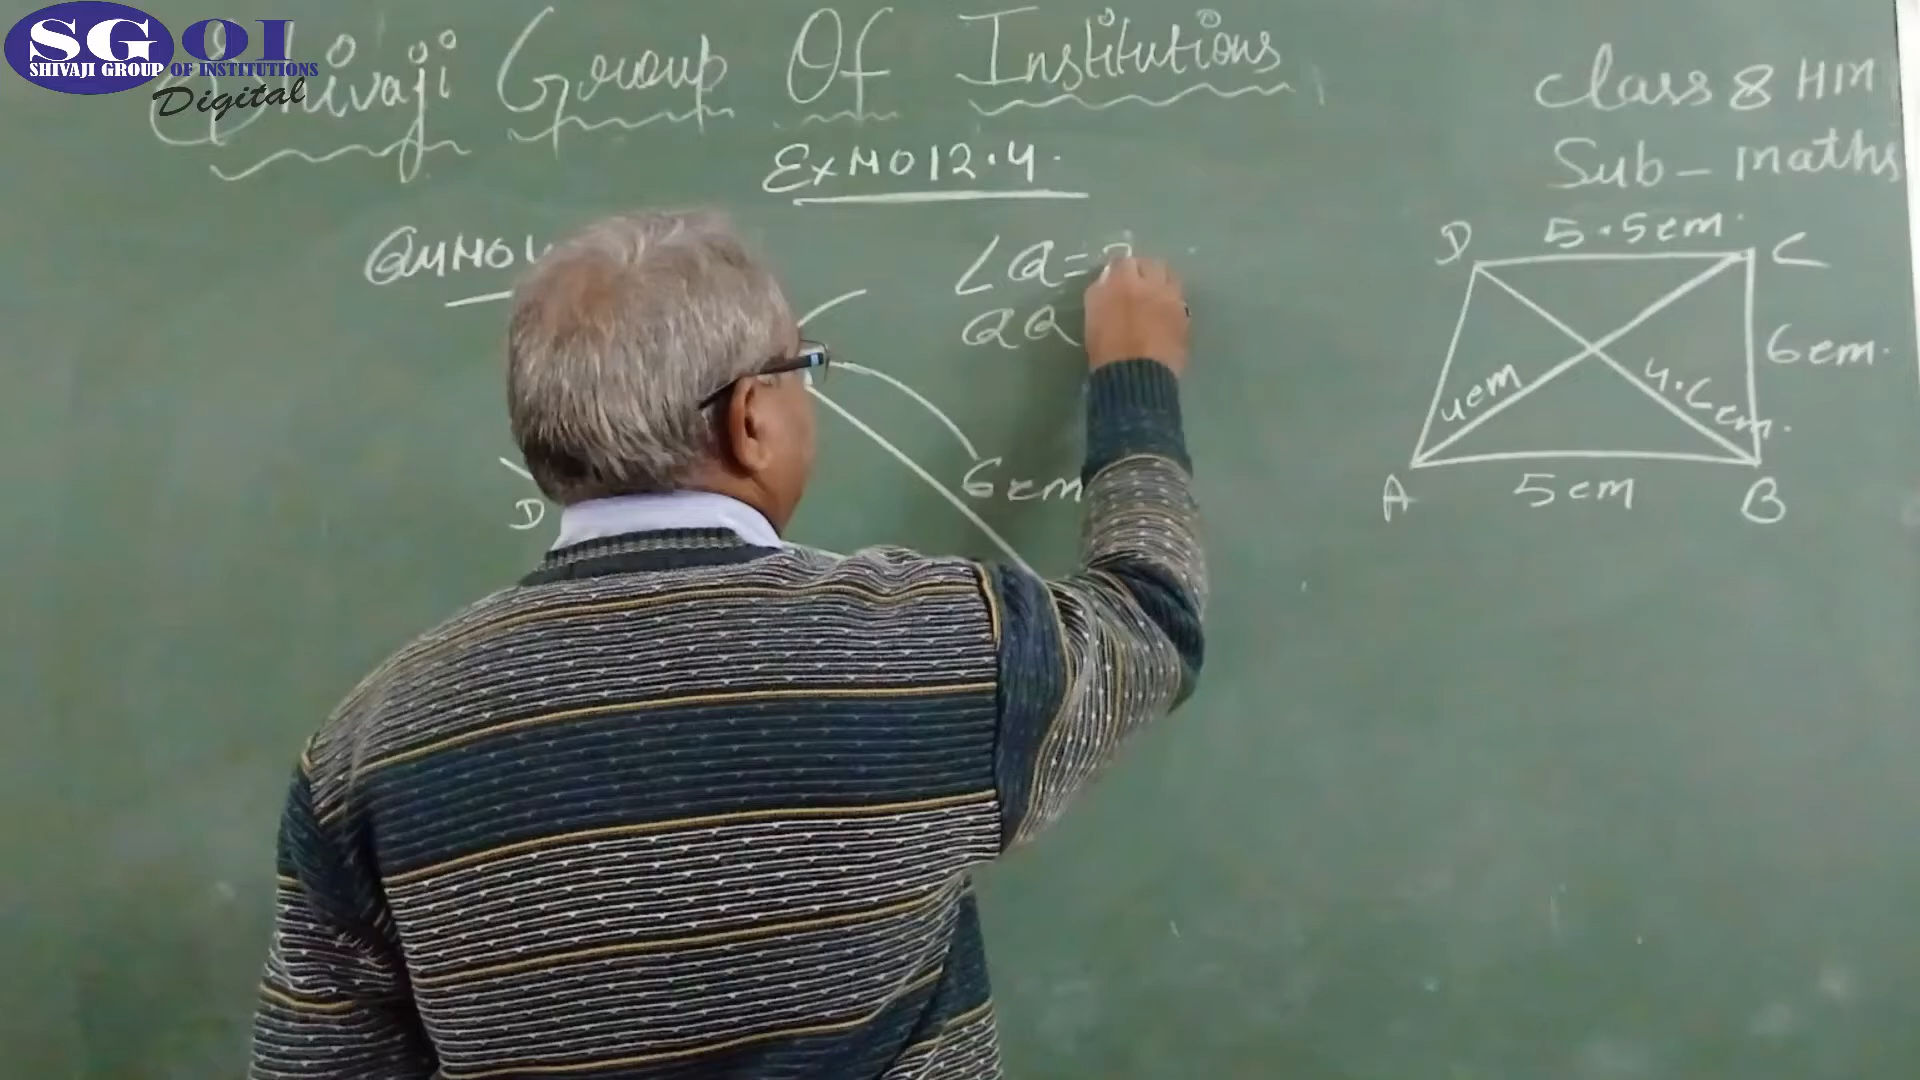 SGOI
SHIVAJI GROUP OF INSTITUTIONS
Digital
Shivaji Group Of Institutions
Class 8 HM
Sub - maths
Ex NO 12.4.
∠Q=
QQ
D 5.5cm. C
6cm.
4cm
4.6cm.
A 5cm B
6cm
D